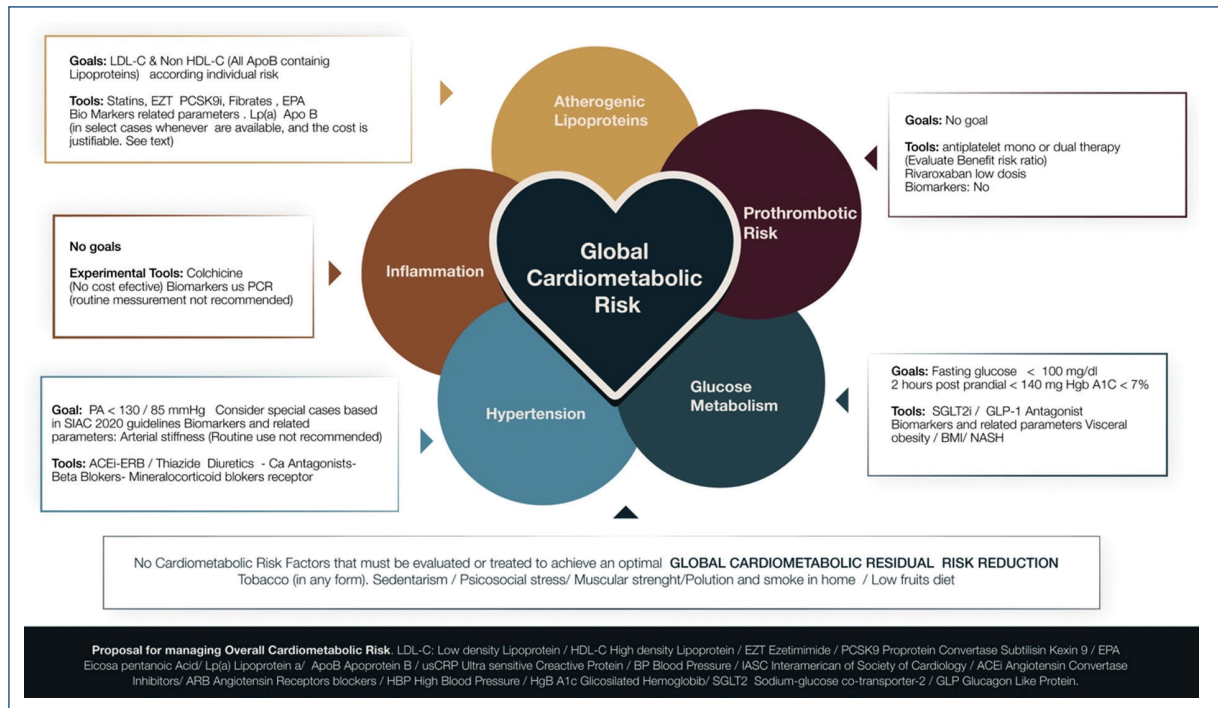 Goals: LDL-C & Non HDL-C (All ApoB containig
Lipoproteins) according individual risk
Tools: Statins, EZT PCSK9i, Fibrates , EPA
Bio Markers related parameters . Lp(a) Apo B
(in select cases whenever are available, and the cost is
justifiable. See text)
Atherogenic
Lipoproteins
Goals: No goal
Tools: antiplatelet mono or dual therapy
(Evaluate Benefit risk ratio)
Rivaroxaban low dosis
Biomarkers: No
Prothrombotic
Risk
No goals
Experimental Tools: Colchicine
(No cost efective) Biomarkers us PCR
(routine messurement not recommended)
Inflammation
Global
Cardiometabolic
Risk
Goal: PA < 130 / 85 mmHg Consider special cases based
in SIAC 2020 guidelines Biomarkers and related
parameters: Arterial stiffness (Routine use not recommended)
Tools: ACEi-ERB / Thiazide Diuretics - Ca Antagonists-
Beta Blokers- Mineralocorticoid blokers receptor
Hypertension
Glucose
Metabolism
Goals: Fasting glucose < 100 mg/dl
2 hours post prandial < 140 mg Hgb A1C < 7%
Tools: SGLT2i / GLP-1 Antagonist
Biomarkers and related parameters Visceral
obesity / BMI/ NASH
No Cardiometabolic Risk Factors that must be evaluated or treated to achieve an optimal GLOBAL CARDIOMETABOLIC RESIDUAL RISK REDUCTION
Tobacco (in any form). Sedentarism / Psicosocial stress/ Muscular strenght/Polution and smoke in home / Low fruits diet
Proposal for managing Overall Cardiometabolic Risk. LDL-C: Low density Lipoprotein / HDL-C High density Lipoprotein / EZT Ezetimimide / PCSK9 Proprotein Convertase Subtilisin Kexin 9 / EPA
Eicosa pentanoic Acid/ Lp(a) Lipoprotein a/ ApoB Apoprotein B / usCRP Ultra sensitive Creactive Protein / BP Blood Pressure / IASC Interamerican of Society of Cardiology / ACEi Angiotensin Convertase
Inhibitors/ ARB Angiotensin Receptors blockers / HBP High Blood Pressure / HgB A1c Glicosilated Hemoglobib/ SGLT2 Sodium-glucose co-transporter-2 / GLP Glucagon Like Protein.